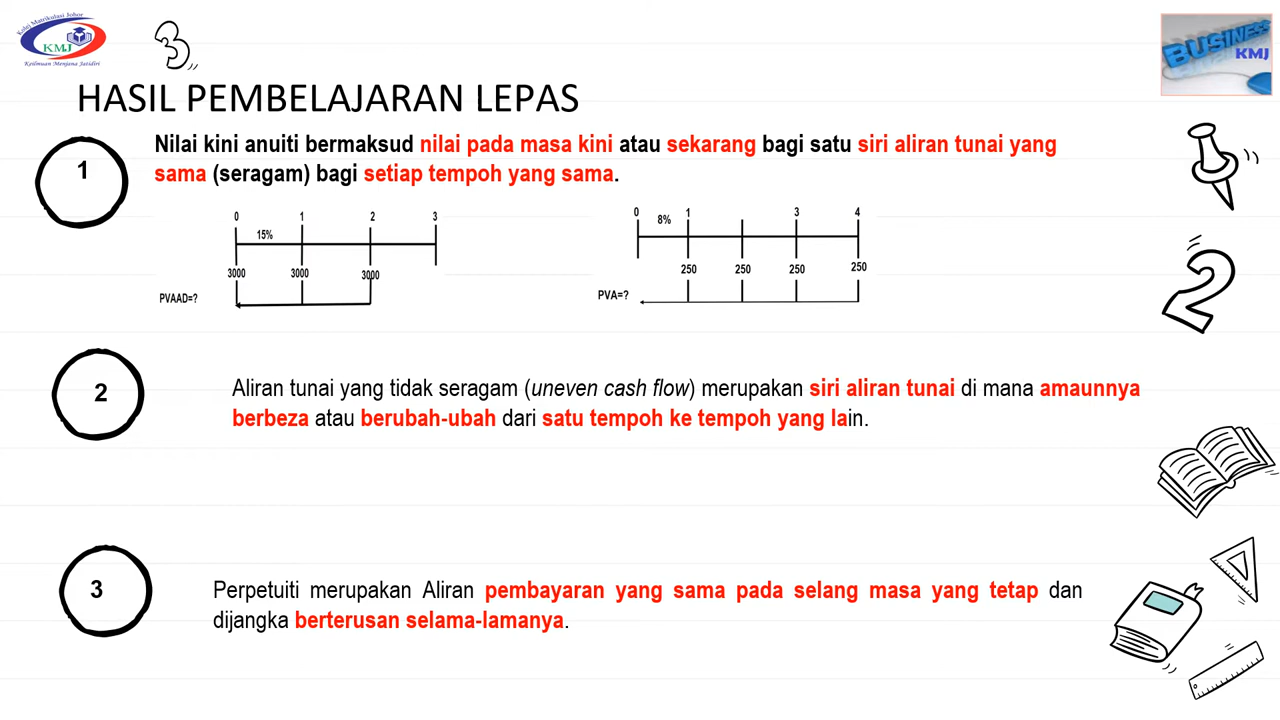 Kolej Matrikulasi Johor
KMJ
Keilmuan Menjana Jatidiri
3
BUSINESS
KMJ
HASIL PEMBELAJARAN LEPAS
1
Nilai kini anuiti bermaksud nilai pada masa kini atau sekarang bagi satu siri aliran tunai yang
sama (seragam) bagi setiap tempoh yang sama.
0 1 2 3
15%
3000 3000 3000
PVAAD=?
0 1 3 4
8%
250 250 250 250
PVA=?
2
2
Aliran tunai yang tidak seragam (uneven cash flow) merupakan siri aliran tunai di mana amaunnya
berbeza atau berubah-ubah dari satu tempoh ke tempoh yang lain.
3
Perpetuiti merupakan Aliran pembayaran yang sama pada selang masa yang tetap dan
dijangka berterusan selama-lamanya.